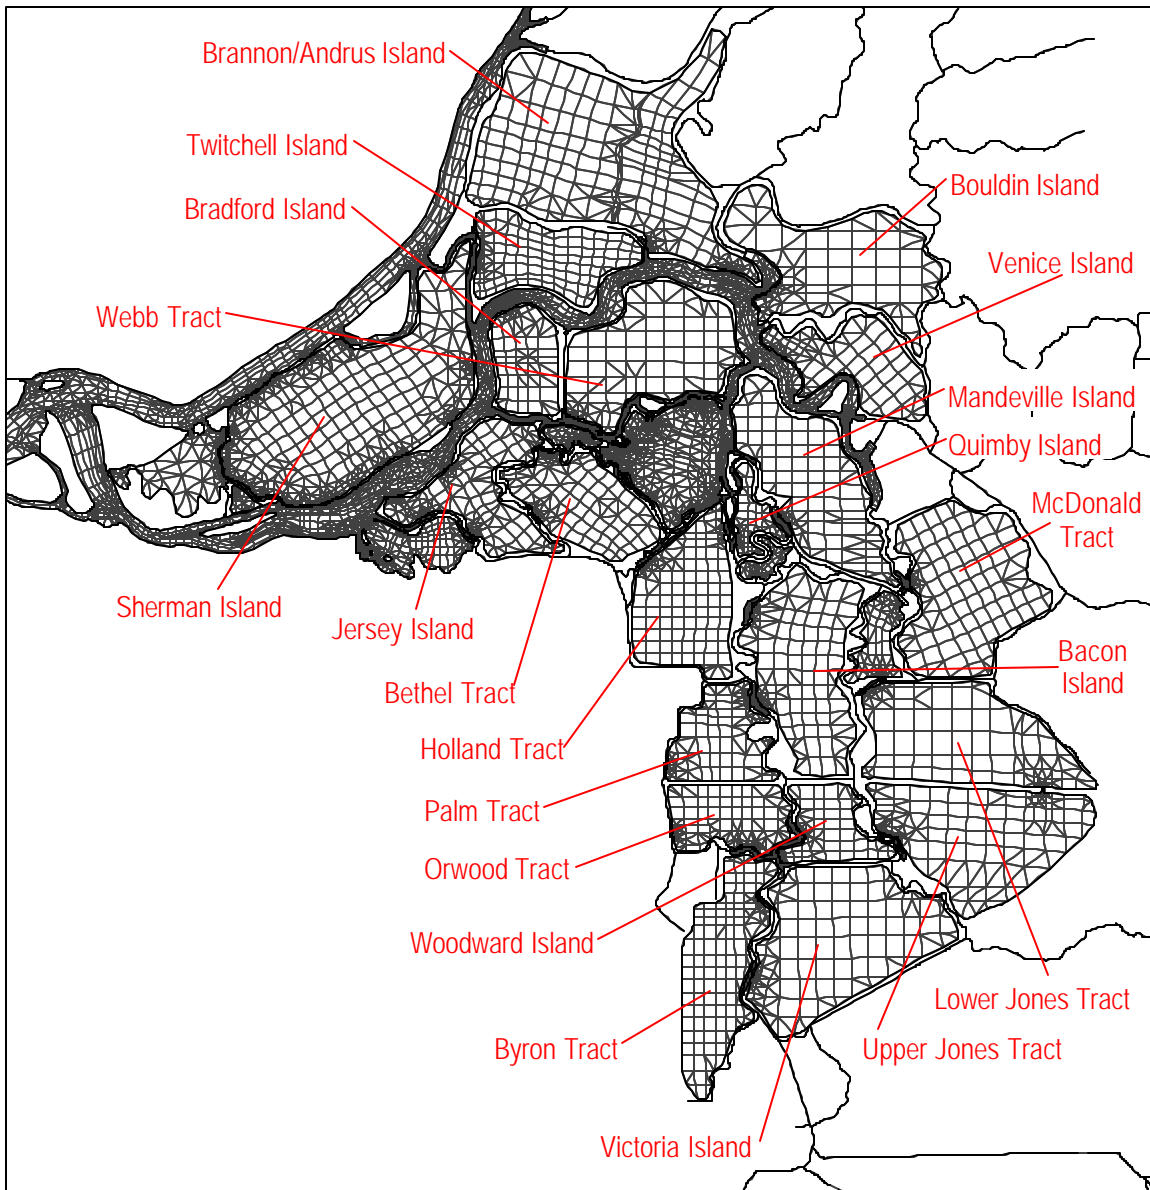 Brannon/Andrus Island
Twitchell Island
Bouldin Island
Bradford Island
Venice Island
Webb Tract
Mandeville Island
Quimby Island
McDonald
Tract
Sherman Island
Jersey Island
Bacon
Island
Bethel Tract
Holland Tract
Palm Tract
Orwood Tract
Woodward Island
Lower Jones Tract
Byron Tract
Upper Jones Tract
Victoria Island